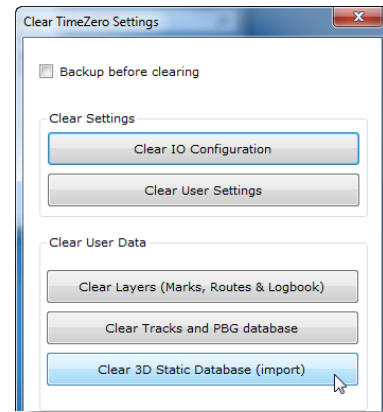 Clear TimeZero Settings
Backup before clearing
Clear Settings
Clear IO Configuration
Clear User Settings
Clear User Data
Clear Layers (Marks, Routes & Logbook)
Clear Tracks and PBG database
Clear 3D Static Database (import)